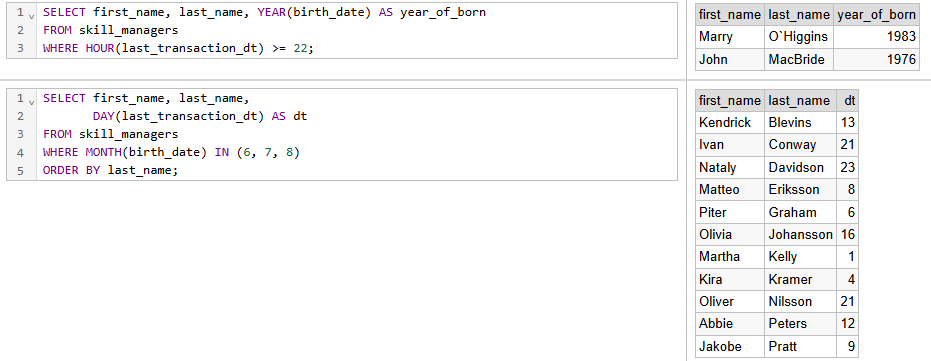 1 SELECT first_name, last_name, YEAR(birth_date) AS year_of_born
2 FROM skill_managers
3 WHERE HOUR(last_transaction_dt) >= 22;
first_name last_name year_of_born
Marry O`Higgins 1983
John MacBride 1976
1 SELECT first_name, last_name,
2 DAY(last_transaction_dt) AS dt
3 FROM skill_managers
4 WHERE MONTH(birth_date) IN (6, 7, 8)
5 ORDER BY last_name;
first_name last_name dt
Kendrick Blevins 13
Ivan Conway 21
Nataly Davidson 23
Matteo Eriksson 8
Piter Graham 6
Olivia Johansson 16
Martha Kelly 1
Kira Kramer 4
Oliver Nilsson 21
Abbie Peters 12
Jakobe Pratt 9